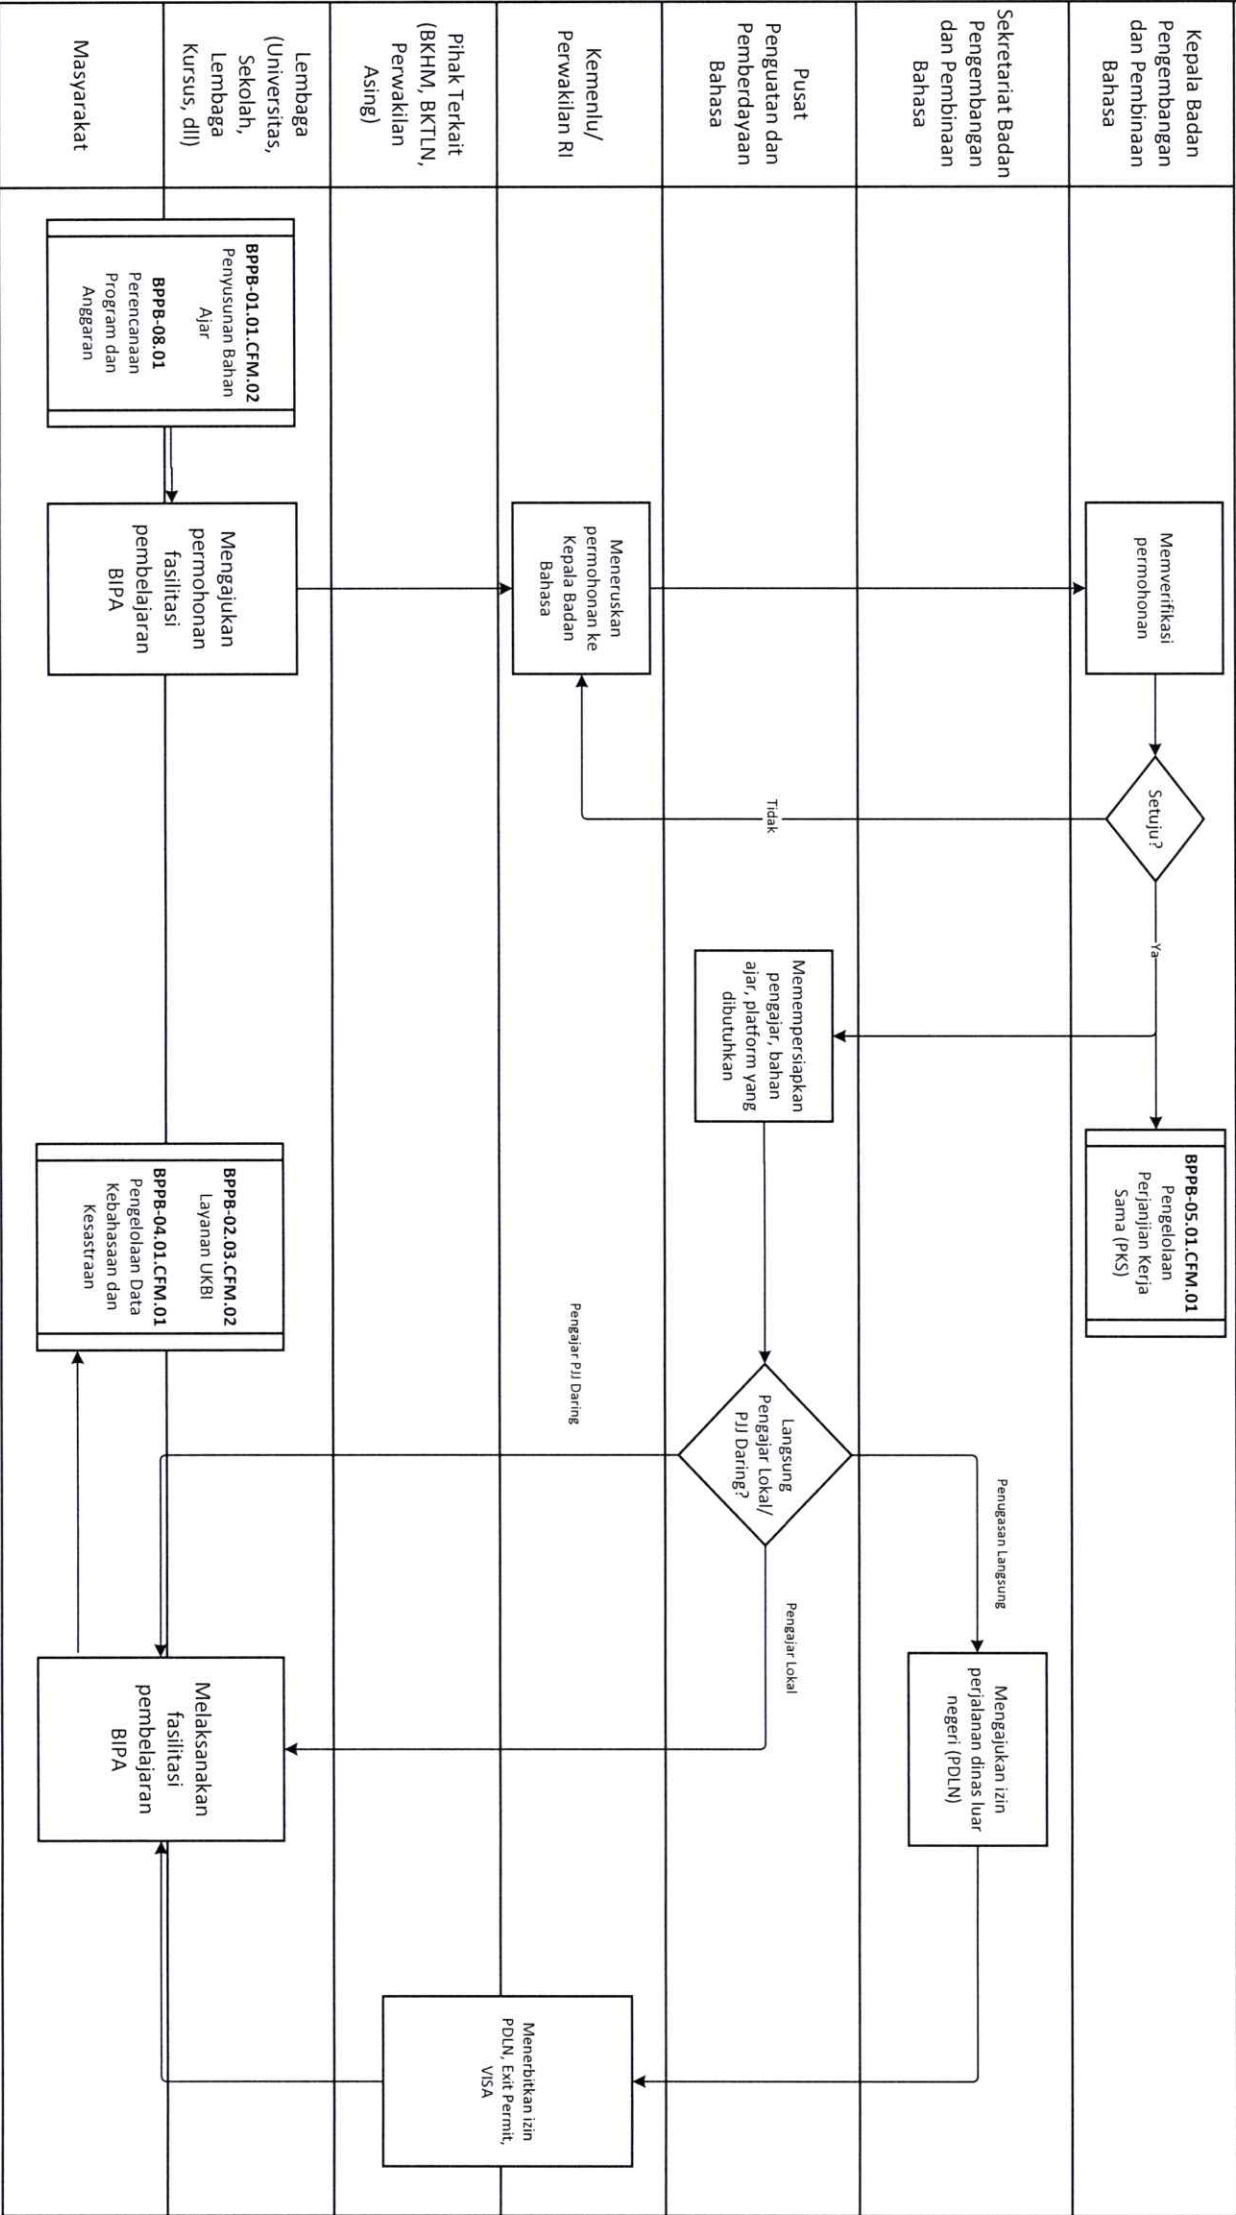 Kepala Badan
Pengembangan
dan Pembinaan
Bahasa
Memverifikasi
permohonan
Setuju?
Ya
BPPB-05.01.CFM.01
Pengelolaan
Perjanjian Kerja
Sama (PKS)
Sekretariat Badan
Pengembangan
dan Pembinaan
Bahasa
Penugasan Langsung
Mengajukan izin
perjalanan dinas luar
negeri (PDLN)
Pusat
Penguatan dan
Pemberdayaan
Bahasa
Tidak
Memempersiapkan
pengajar, bahan
ajar, platform yang
dibutuhkan
Langsung
Pengajar Lokal/
PJJ Daring?
Pengajar Lokal
Kemenlu/
Perwakilan RI
Meneruskan
permohonan ke
Kepala Badan
Bahasa
Pengajar PJJ Daring
Menerbitkan izin
PDLN, Exit Permit,
VISA
Pihak Terkait
(BKHM, BKTLN,
Perwakilan
Asing)
Lembaga
(Universitas,
Sekolah,
Lembaga
Kursus, dll)
Masyarakat
BPPB-01.01.CFM.02
Penyusunan Bahan
Ajar
BPPB-08.01
Perencanaan
Program dan
Anggaran
Mengajukan
permohonan
fasilitasi
pembelajaran
BIPA
BPPB-02.03.CFM.02
Layanan UKBI
BPPB-04.01.CFM.01
Pengelolaan Data
Kebahasaan dan
Kesastraan
Melaksanakan
fasilitasi
pembelajaran
BIPA